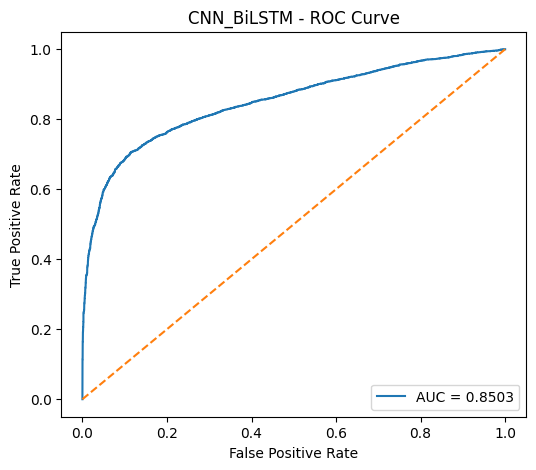 CNN_BiLSTM - ROC Curve
1.0
0.8
0.6
0.4
0.2
0.0
True Positive Rate
AUC = 0.8503
0.0 0.2 0.4 0.6 0.8 1.0
False Positive Rate